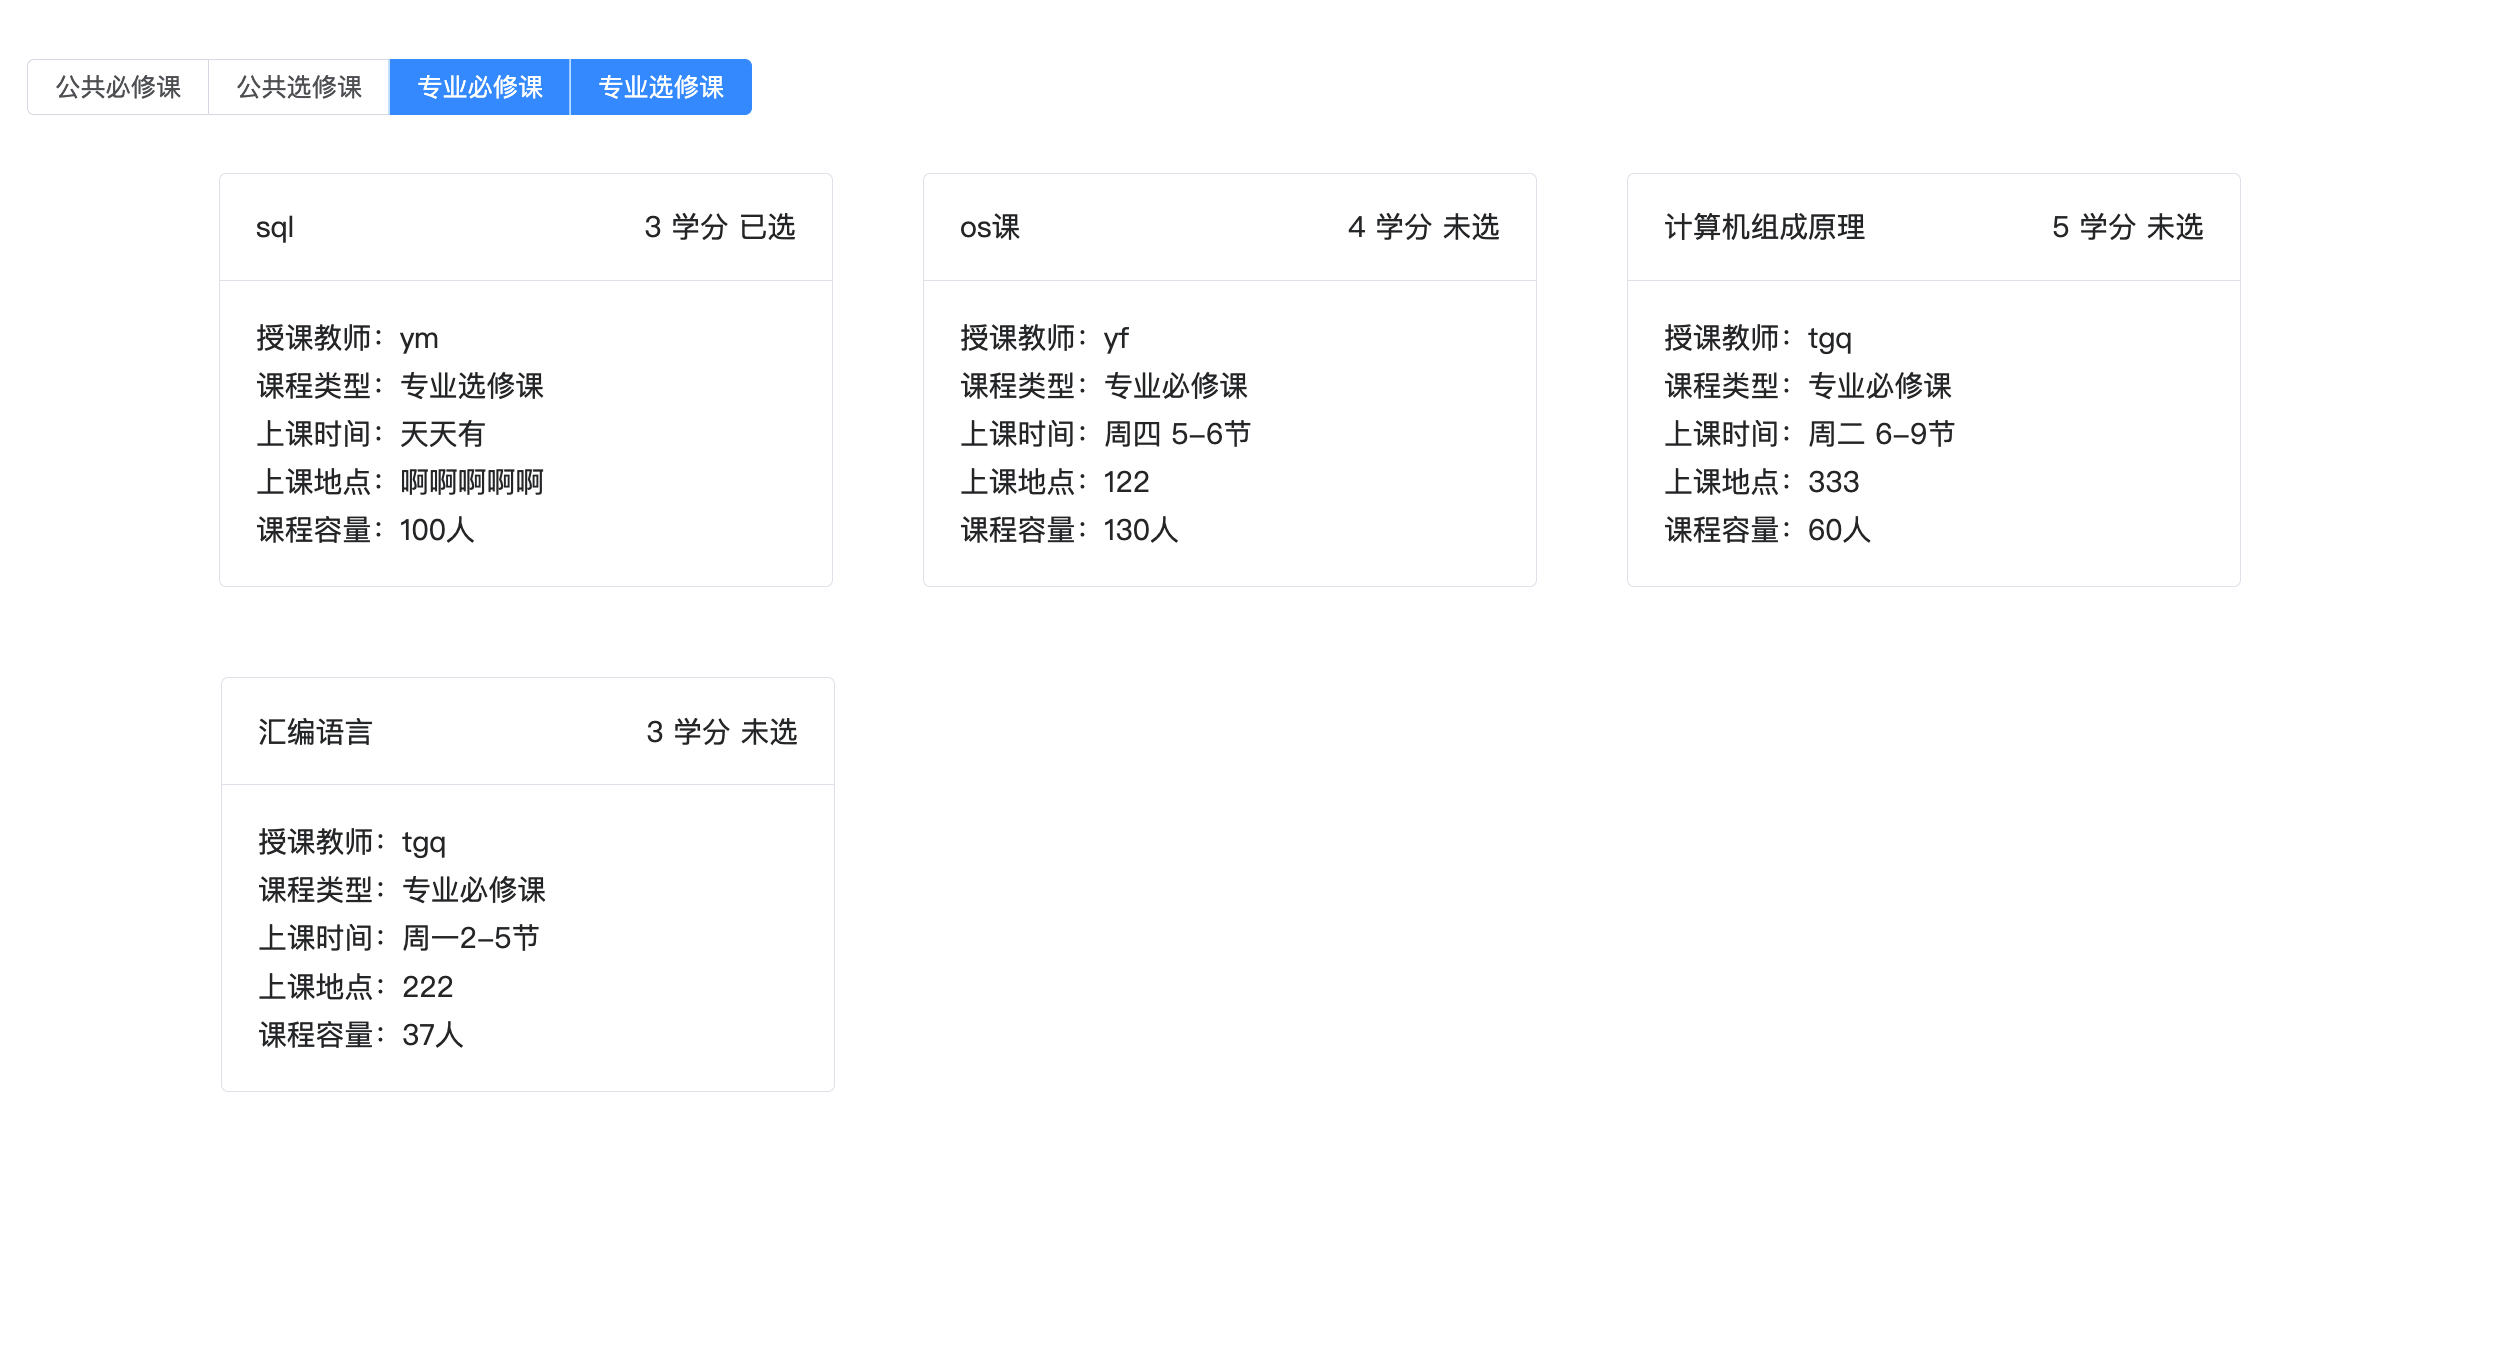 公共必修课 公共选修课 专业必修课 专业选修课
sql 3 学分 已选
授课教师：ym
课程类型：专业选修课
上课时间：天天有
上课地点：啊啊啊啊啊
课程容量：100人
os课 4 学分 未选
授课教师：yf
课程类型：专业必修课
上课时间：周四 5-6节
上课地点：122
课程容量：130人
计算机组成原理 5 学分 未选
授课教师：tgq
课程类型：专业必修课
上课时间：周二 6-9节
上课地点：333
课程容量：60人
汇编语言 3 学分 未选
授课教师：tgq
课程类型：专业必修课
上课时间：周一2-5节
上课地点：222
课程容量：37人